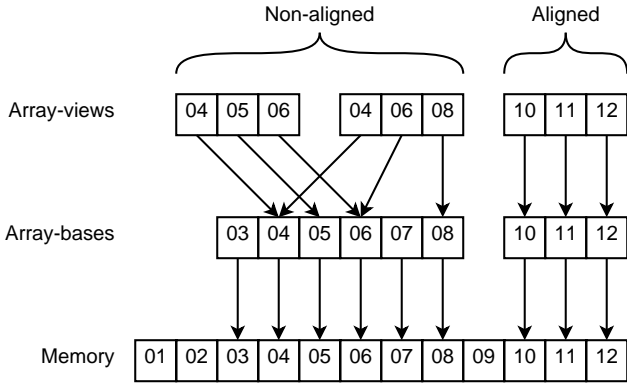 Non-aligned Aligned
Array-views 04 05 06 04 06 08 10 11 12
Array-bases 03 04 05 06 07 08 10 11 12
Memory 01 02 03 04 05 06 07 08 09 10 11 12